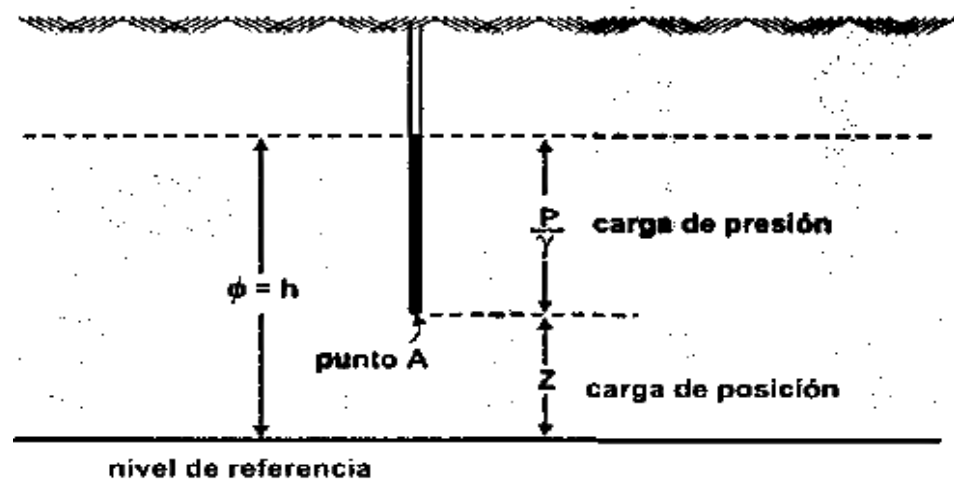 P
γ
carga de presión
ϕ = h
punto A
Z
carga de posición
nivel de referencia